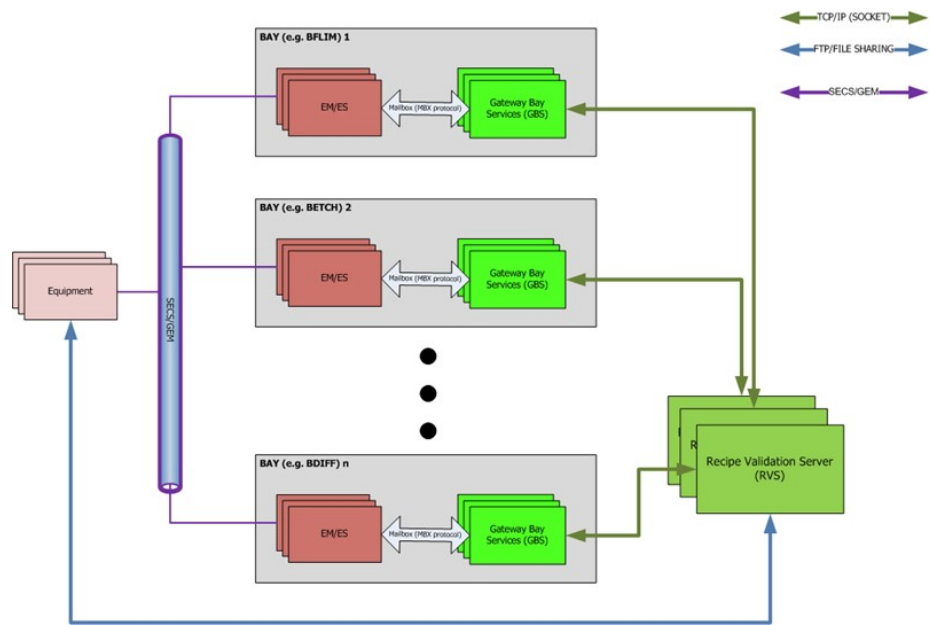 TCP/IP (SOCKET)
FTP/FILE SHARING
SECS/GEM
BAY (e.g. BFLIM) 1
EM/ES
Mailbox (MBX protocol)
Gateway Bay
Services (GBS)
BAY (e.g. BETCH) 2
EM/ES
Mailbox (MBX protocol)
Gateway Bay
Services (GBS)
Equipment
SECS/GEM
BAY (e.g. BDIFF) n
EM/ES
Mailbox (MBX protocol)
Gateway Bay
Services (GBS)
R
Recipe Validation Server
(RVS)